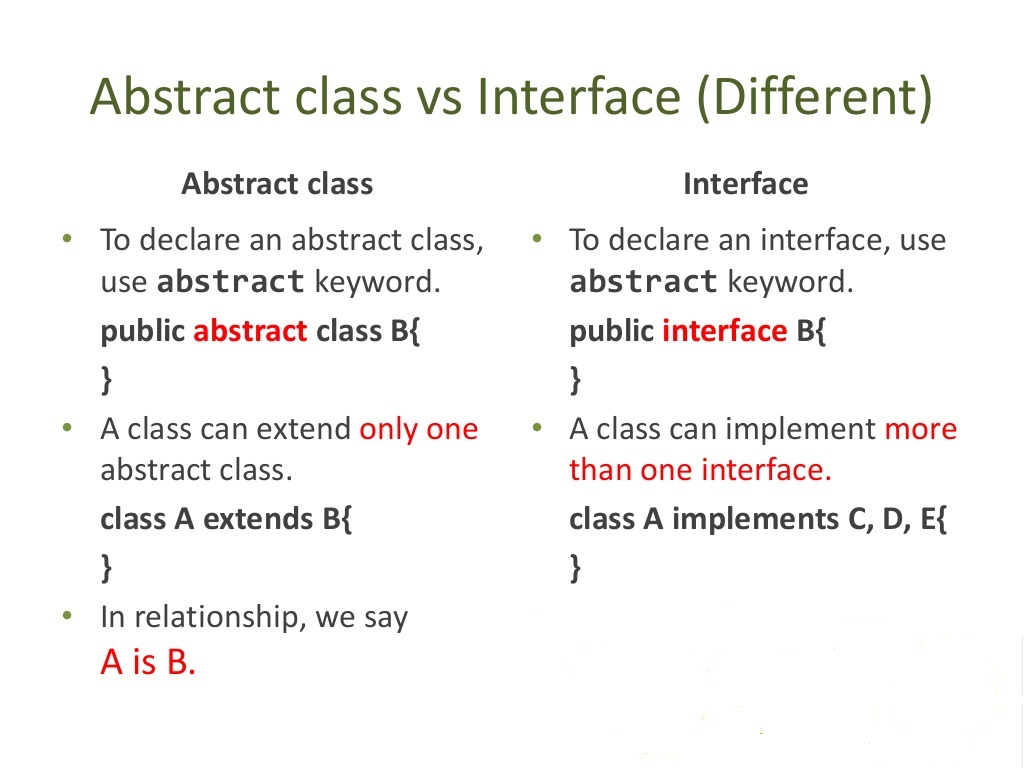 Abstract class vs Interface (Different)
Abstract class
• To declare an abstract class,
use abstract keyword.
public abstract class B{
}
• A class can extend only one
abstract class.
class A extends B{
}
• In relationship, we say
A is B.
Interface
• To declare an interface, use
abstract keyword.
public interface B{
}
• A class can implement more
than one interface.
class A implements C, D, E{
}